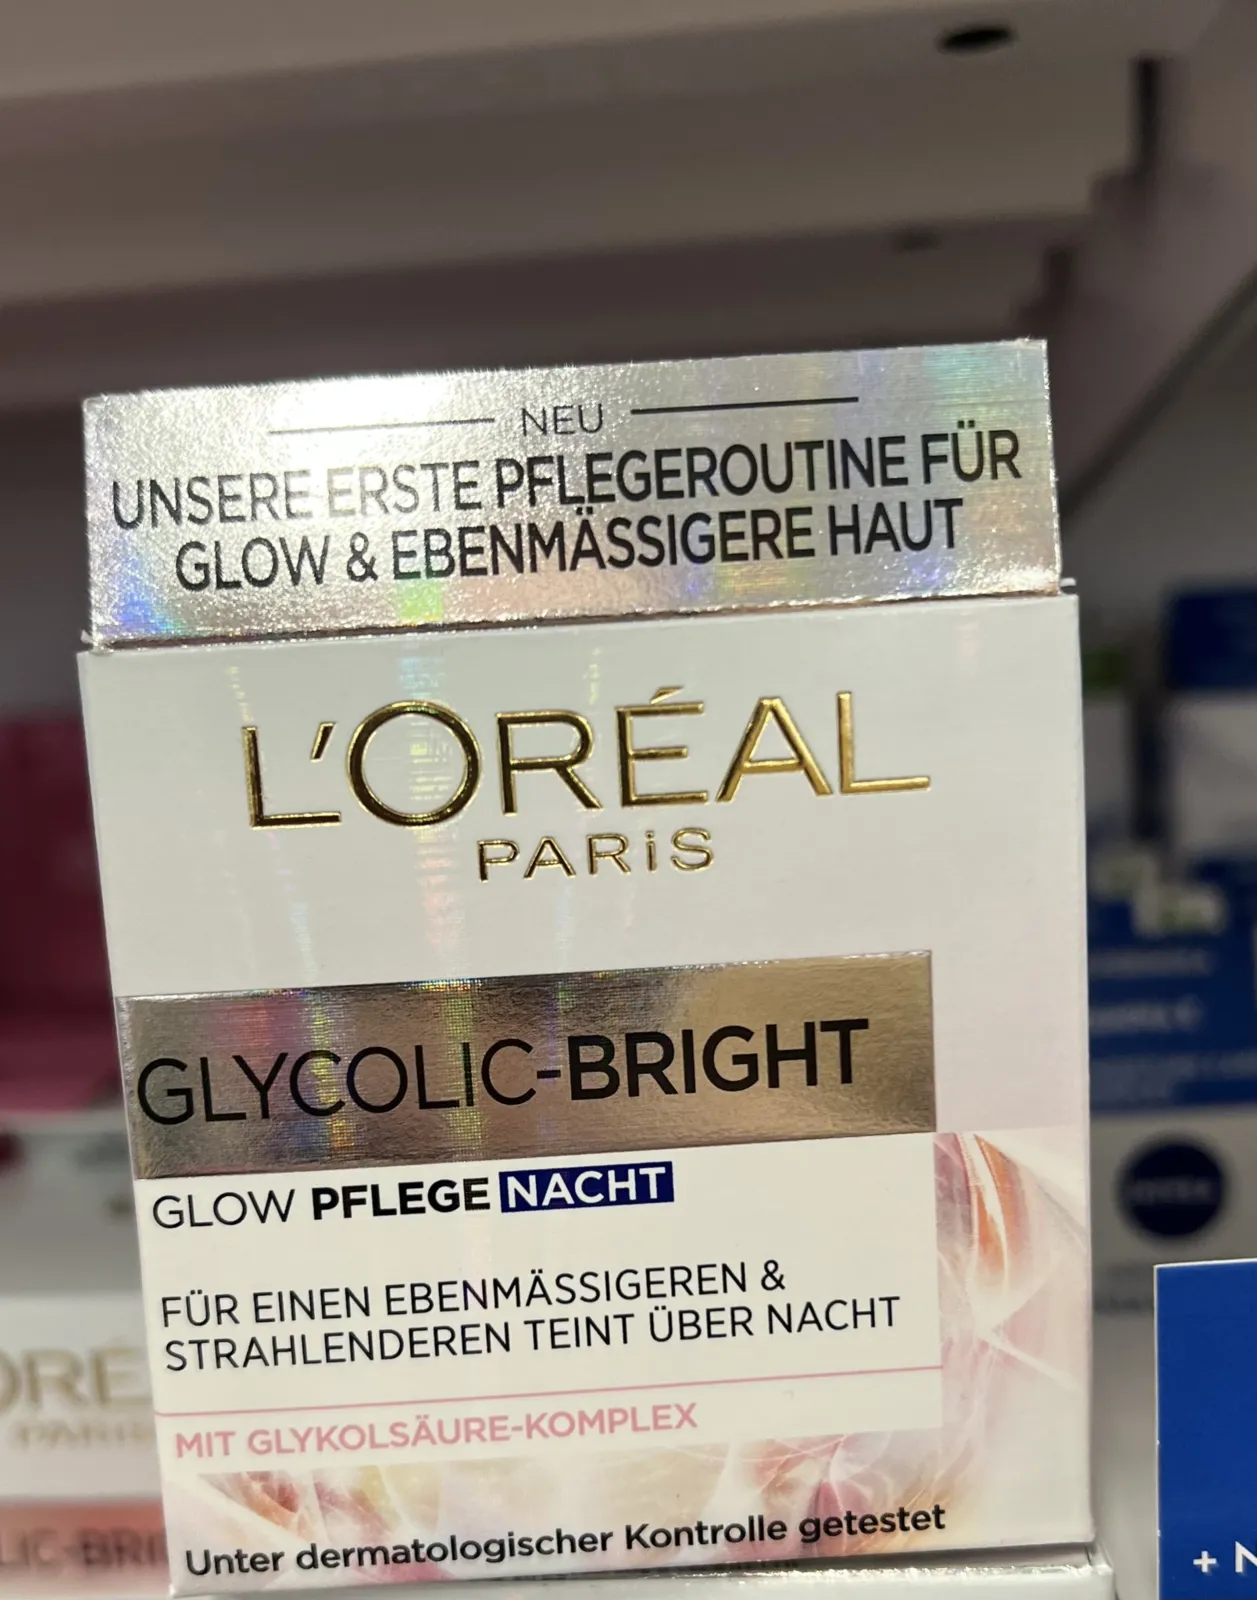 NEU
UNSERE ERSTE PFLEGEROUTINE FÜR
GLOW & EBENMÄSSIGERE HAUT
L'ORÉAL
PARiS
GLYCOLIC-BRIGHT
GLOW PFLEGE NACHT
FÜR EINEN EBENMÄSSIGEREN &
STRAHLENDEREN TEINT ÜBER NACHT
MIT GLYKOLSÄURE-KOMPLEX
Unter dermatologischer Kontrolle getestet
NIVEA